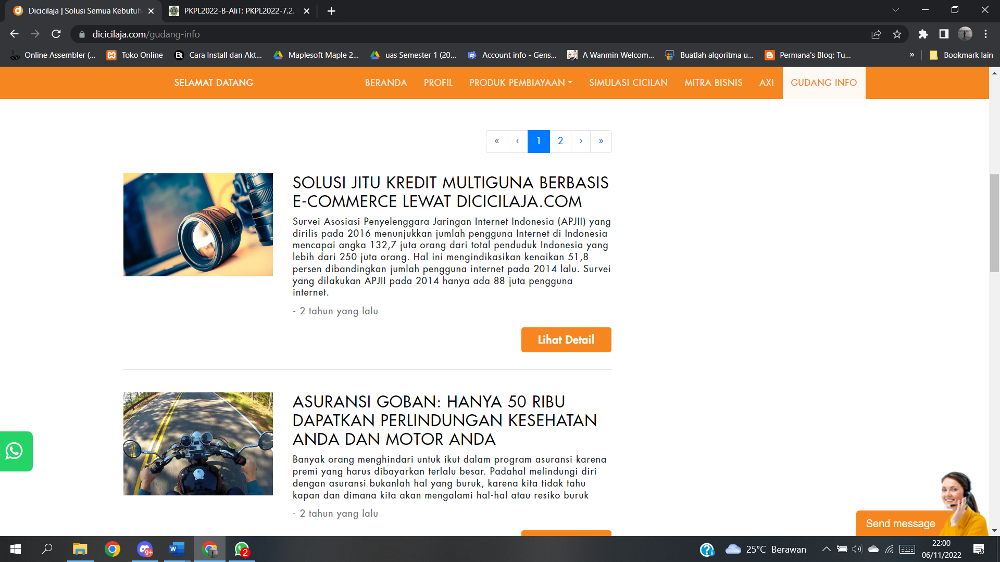 Dicicilaja | Solusi Semua Kebutuh
PKPL2022-B-AliT: PKPL2022-7.2.
dicicilaja.com/gudang-info
Online Assembler (...
Toko Online
Cara Install dan Akt...
Maplesoft Maple 2...
uas Semester 1 (20...
Account info - Gens...
A Wanmin Welcom...
Buatlah algoritma u...
Permana's Blog: Tu...
»
Bookmark lain
SELAMAT DATANG
BERANDA
PROFIL
PRODUK PEMBIAYAAN
SIMULASI CICILAN
MITRA BISNIS
AXI
GUDANG INFO
« ‹ 1 2 › »
SOLUSI JITU KREDIT MULTIGUNA BERBASIS
E-COMMERCE LEWAT DICICILAJA.COM
Survei Asosiasi Penyelenggara Jaringan Internet Indonesia (APJII) yang
dirilis pada 2016 menunjukkan jumlah pengguna Internet di Indonesia
mencapai angka 132,7 juta orang dari total penduduk Indonesia yang
lebih dari 250 juta orang. Hal ini mengindikasikan kenaikan 51,8
persen dibandingkan jumlah pengguna internet pada 2014 lalu. Survei
yang dilakukan APJII pada 2014 hanya ada 88 juta pengguna
internet.
- 2 tahun yang lalu
Lihat Detail
ASURANSI GOBAN: HANYA 50 RIBU
DAPATKAN PERLINDUNGAN KESEHATAN
ANDA DAN MOTOR ANDA
Banyak orang menghindari untuk ikut dalam program asuransi karena
premi yang harus dibayarkan terlalu besar. Padahal melindungi diri
dengan asuransi bukanlah hal yang buruk, karena kita tidak tahu
kapan dan dimana kita akan mengalami hal-hal atau resiko buruk
- 2 tahun yang lalu
Send message
9+
2
25°C Berawan
22:00
06/11/2022